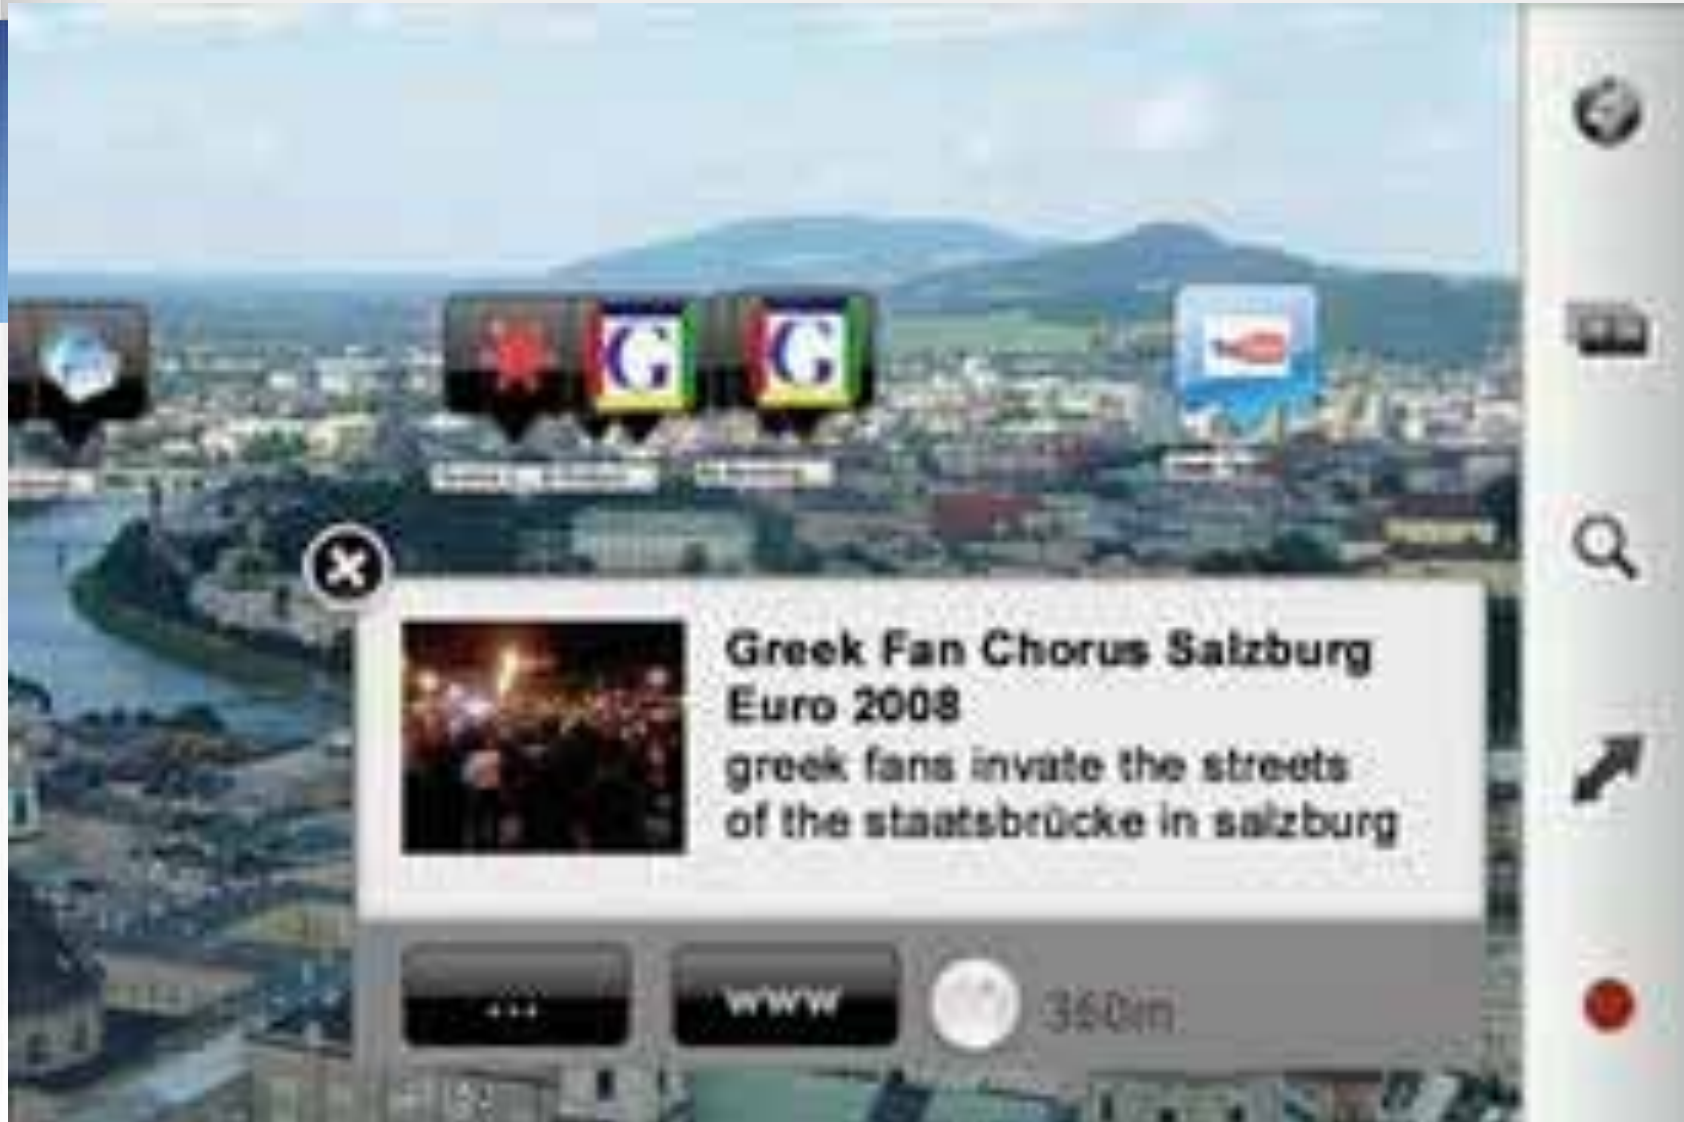 G
G
Greek Fan Chorus Salzburg
Euro 2008
greek fans invate the streets
of the staatsbrücke in salzburg
...
www